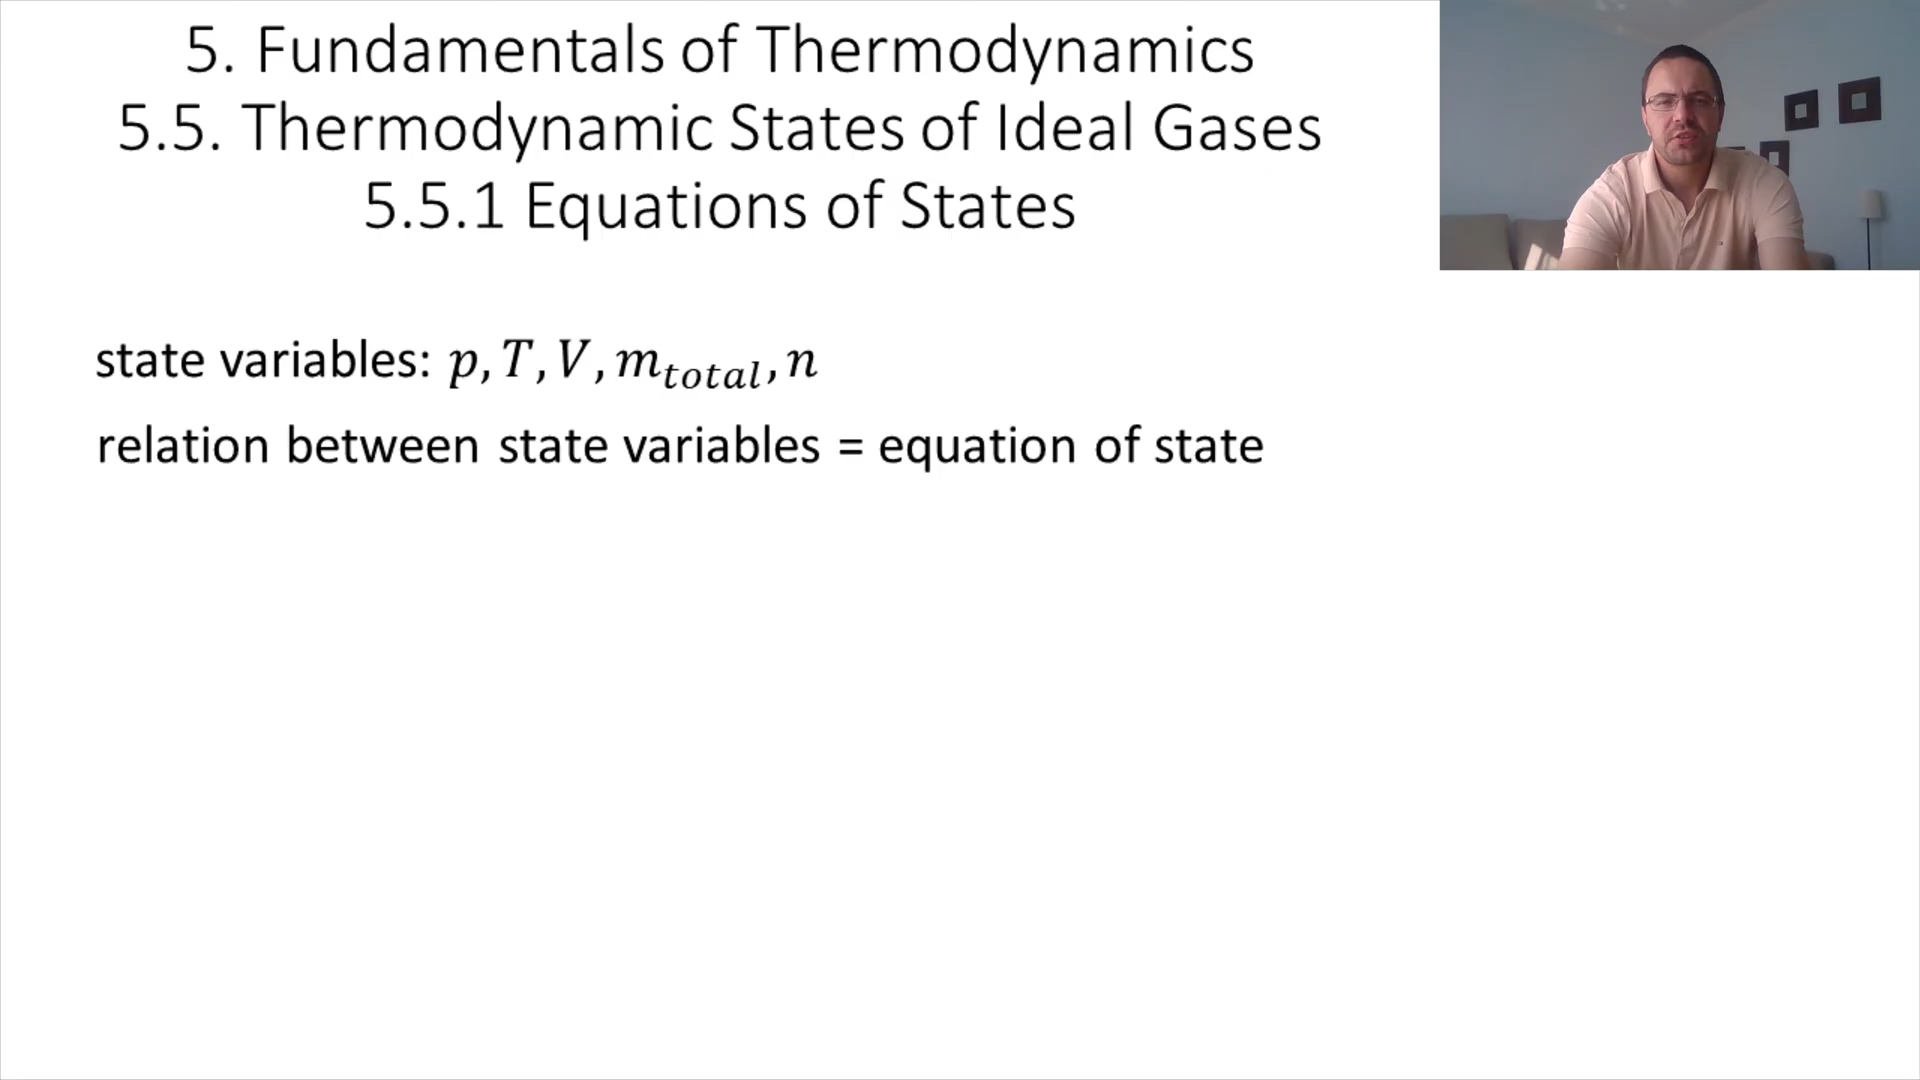 5. Fundamentals of Thermodynamics
5.5. Thermodynamic States of Ideal Gases
5.5.1 Equations of States
state variables: p, T, V, m_total, n
relation between state variables = equation of state